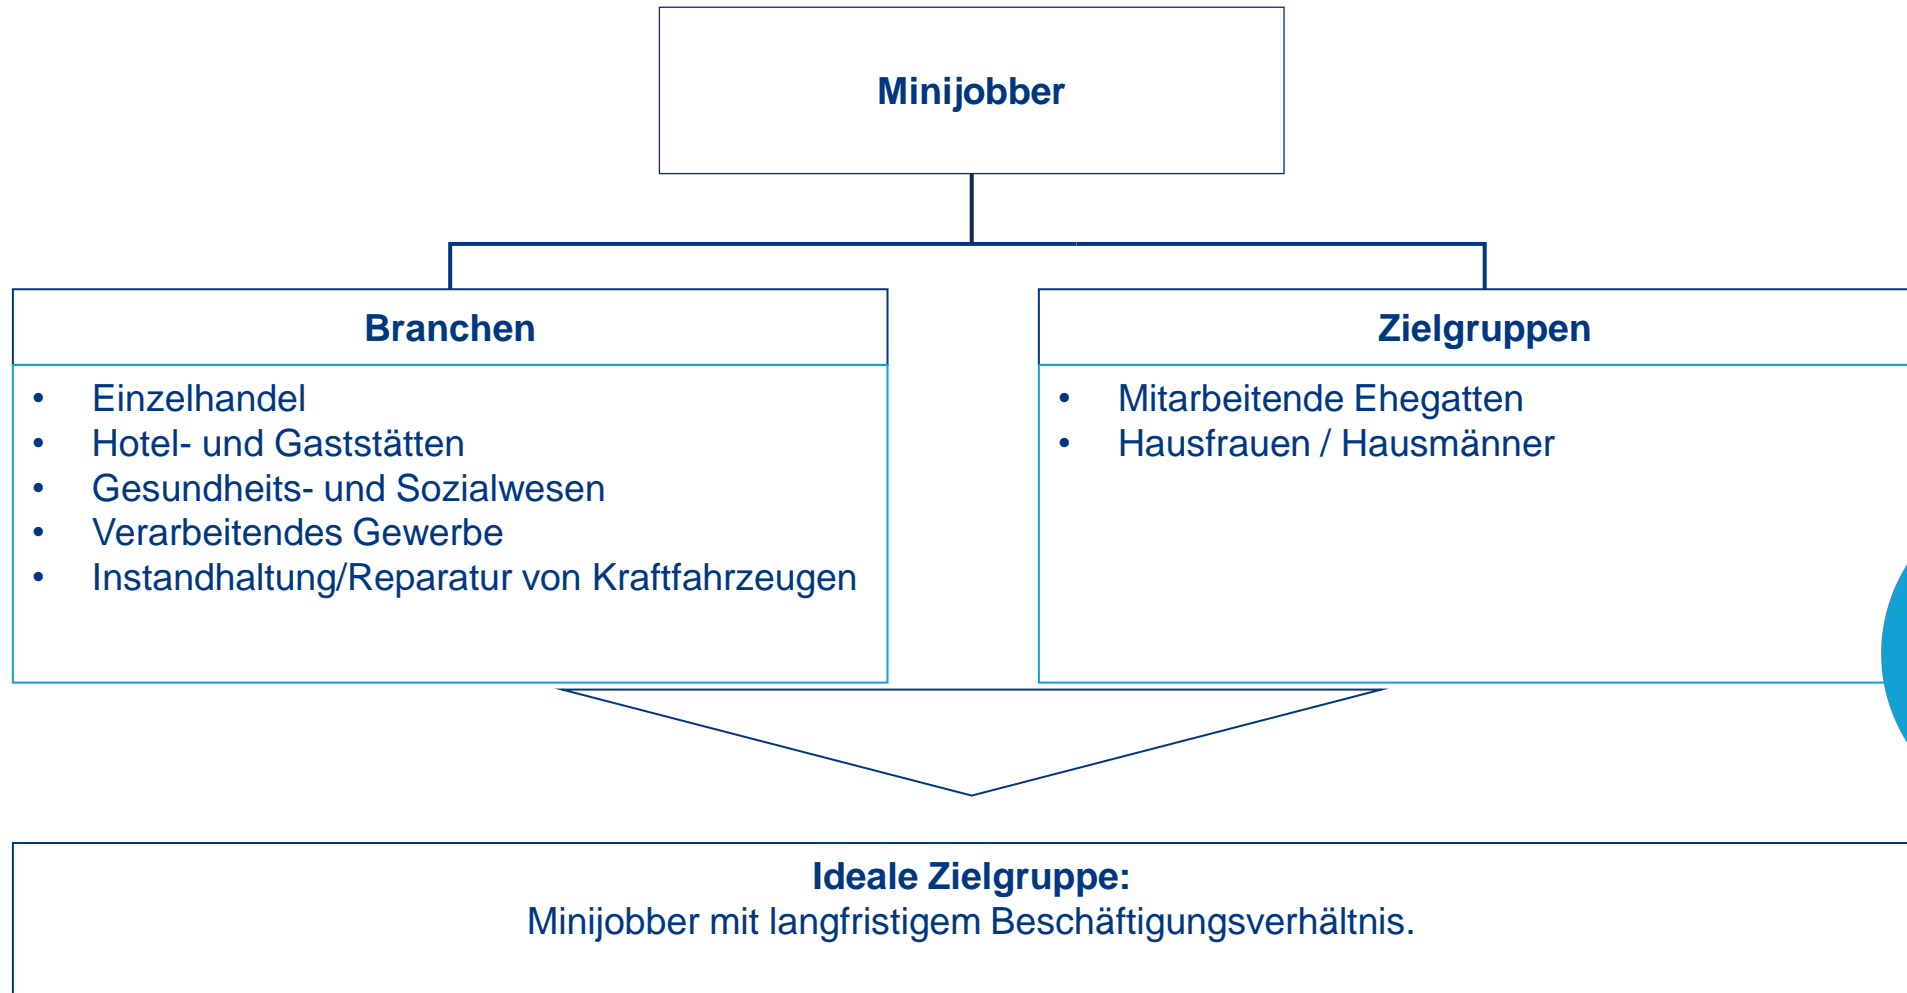 Minijobber
Branchen
• Einzelhandel
• Hotel- und Gaststätten
• Gesundheits- und Sozialwesen
• Verarbeitendes Gewerbe
• Instandhaltung/Reparatur von Kraftfahrzeugen
Zielgruppen
• Mitarbeitende Ehegatten
• Hausfrauen / Hausmänner
Ideale Zielgruppe:
Minijobber mit langfristigem Beschäftigungsverhältnis.